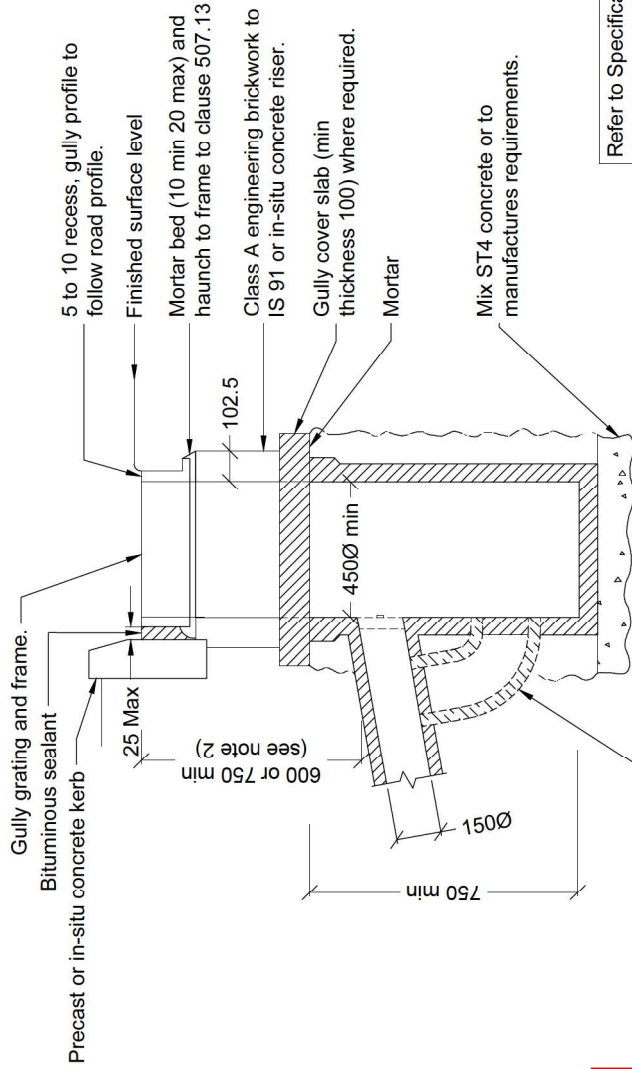 Gully grating and frame.
Bituminous sealant
Precast or in-situ concrete kerb
25 Max
600 or 750 min
(see note 2)
150Ø
750 min
450Ø min
102.5
5 to 10 recess, gully profile to
follow road profile.
Finished surface level
Mortar bed (10 min 20 max) and
haunch to frame to clause 507.13
Class A engineering brickwork to
IS 91 or in-situ concrete riser.
Gully cover slab (min
thickness 100) where required.
Mortar
Mix ST4 concrete or to
manufactures requirements.
Refer to Specifica